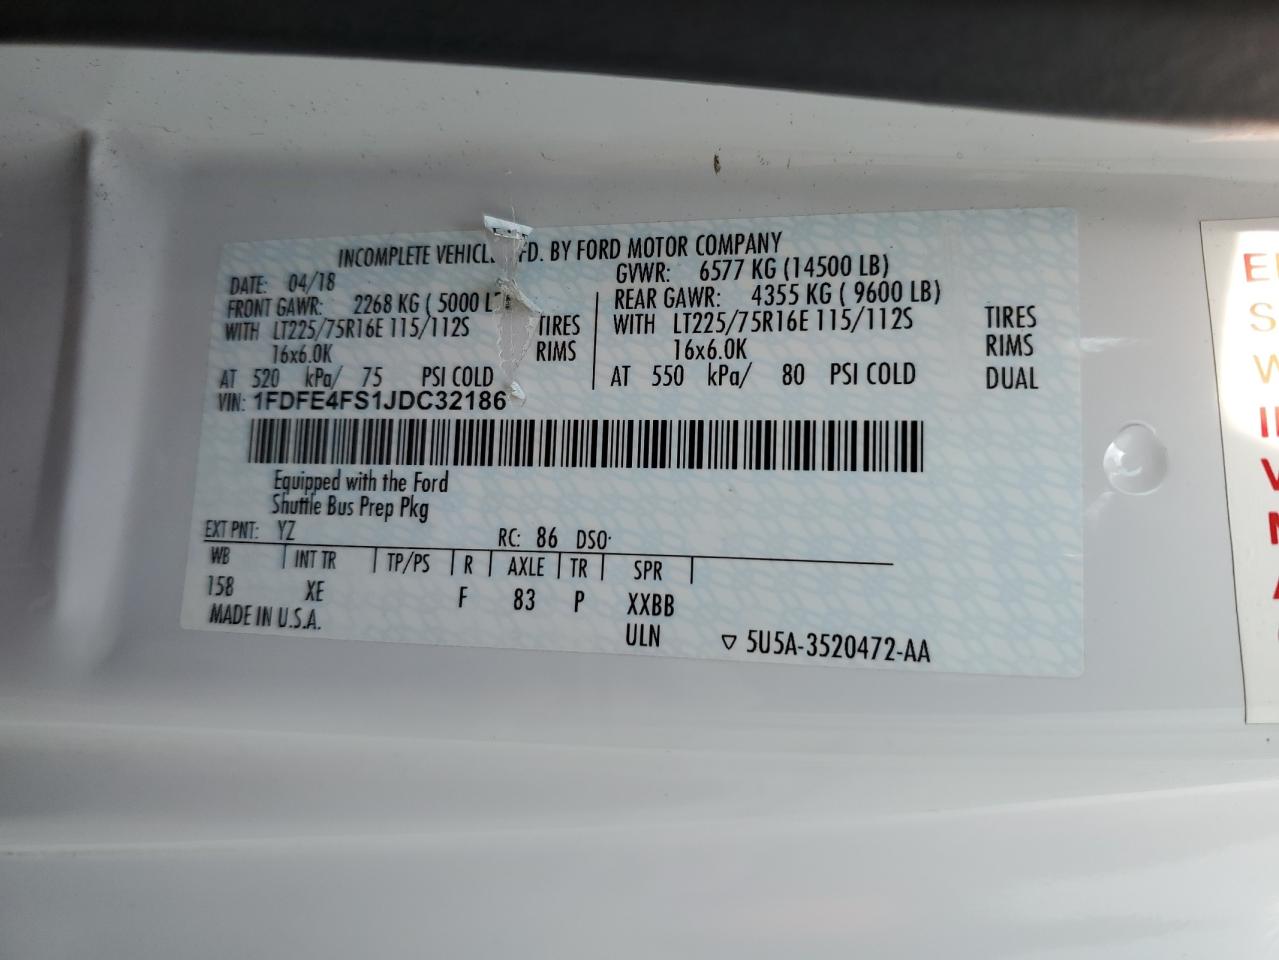 INCOMPLETE VEHICL FD. BY FORD MOTOR COMPANY
DATE: 04/18
GVWR: 6577 KG (14500 LB)
FRONT GAWR: 2268 KG ( 5000 L
REAR GAWR: 4355 KG ( 9600 LB)
WITH LT225/75R16E 115/112S TIRES
WITH LT225/75R16E 115/112S TIRES
16x6.0K RIMS
16x6.0K RIMS
AT 520 kPa/ 75 PSI COLD
AT 550 kPa/ 80 PSI COLD DUAL
VIN: 1FDFE4FS1JDC32186
Equipped with the Ford
Shuttle Bus Prep Pkg
EXT PNT: YZ RC: 86 DSO:
WB INT TR TP/PS R AXLE TR SPR
158 XE F 83 P XXBB
MADE IN U.S.A. ULN
▽ 5U5A-3520472-AA